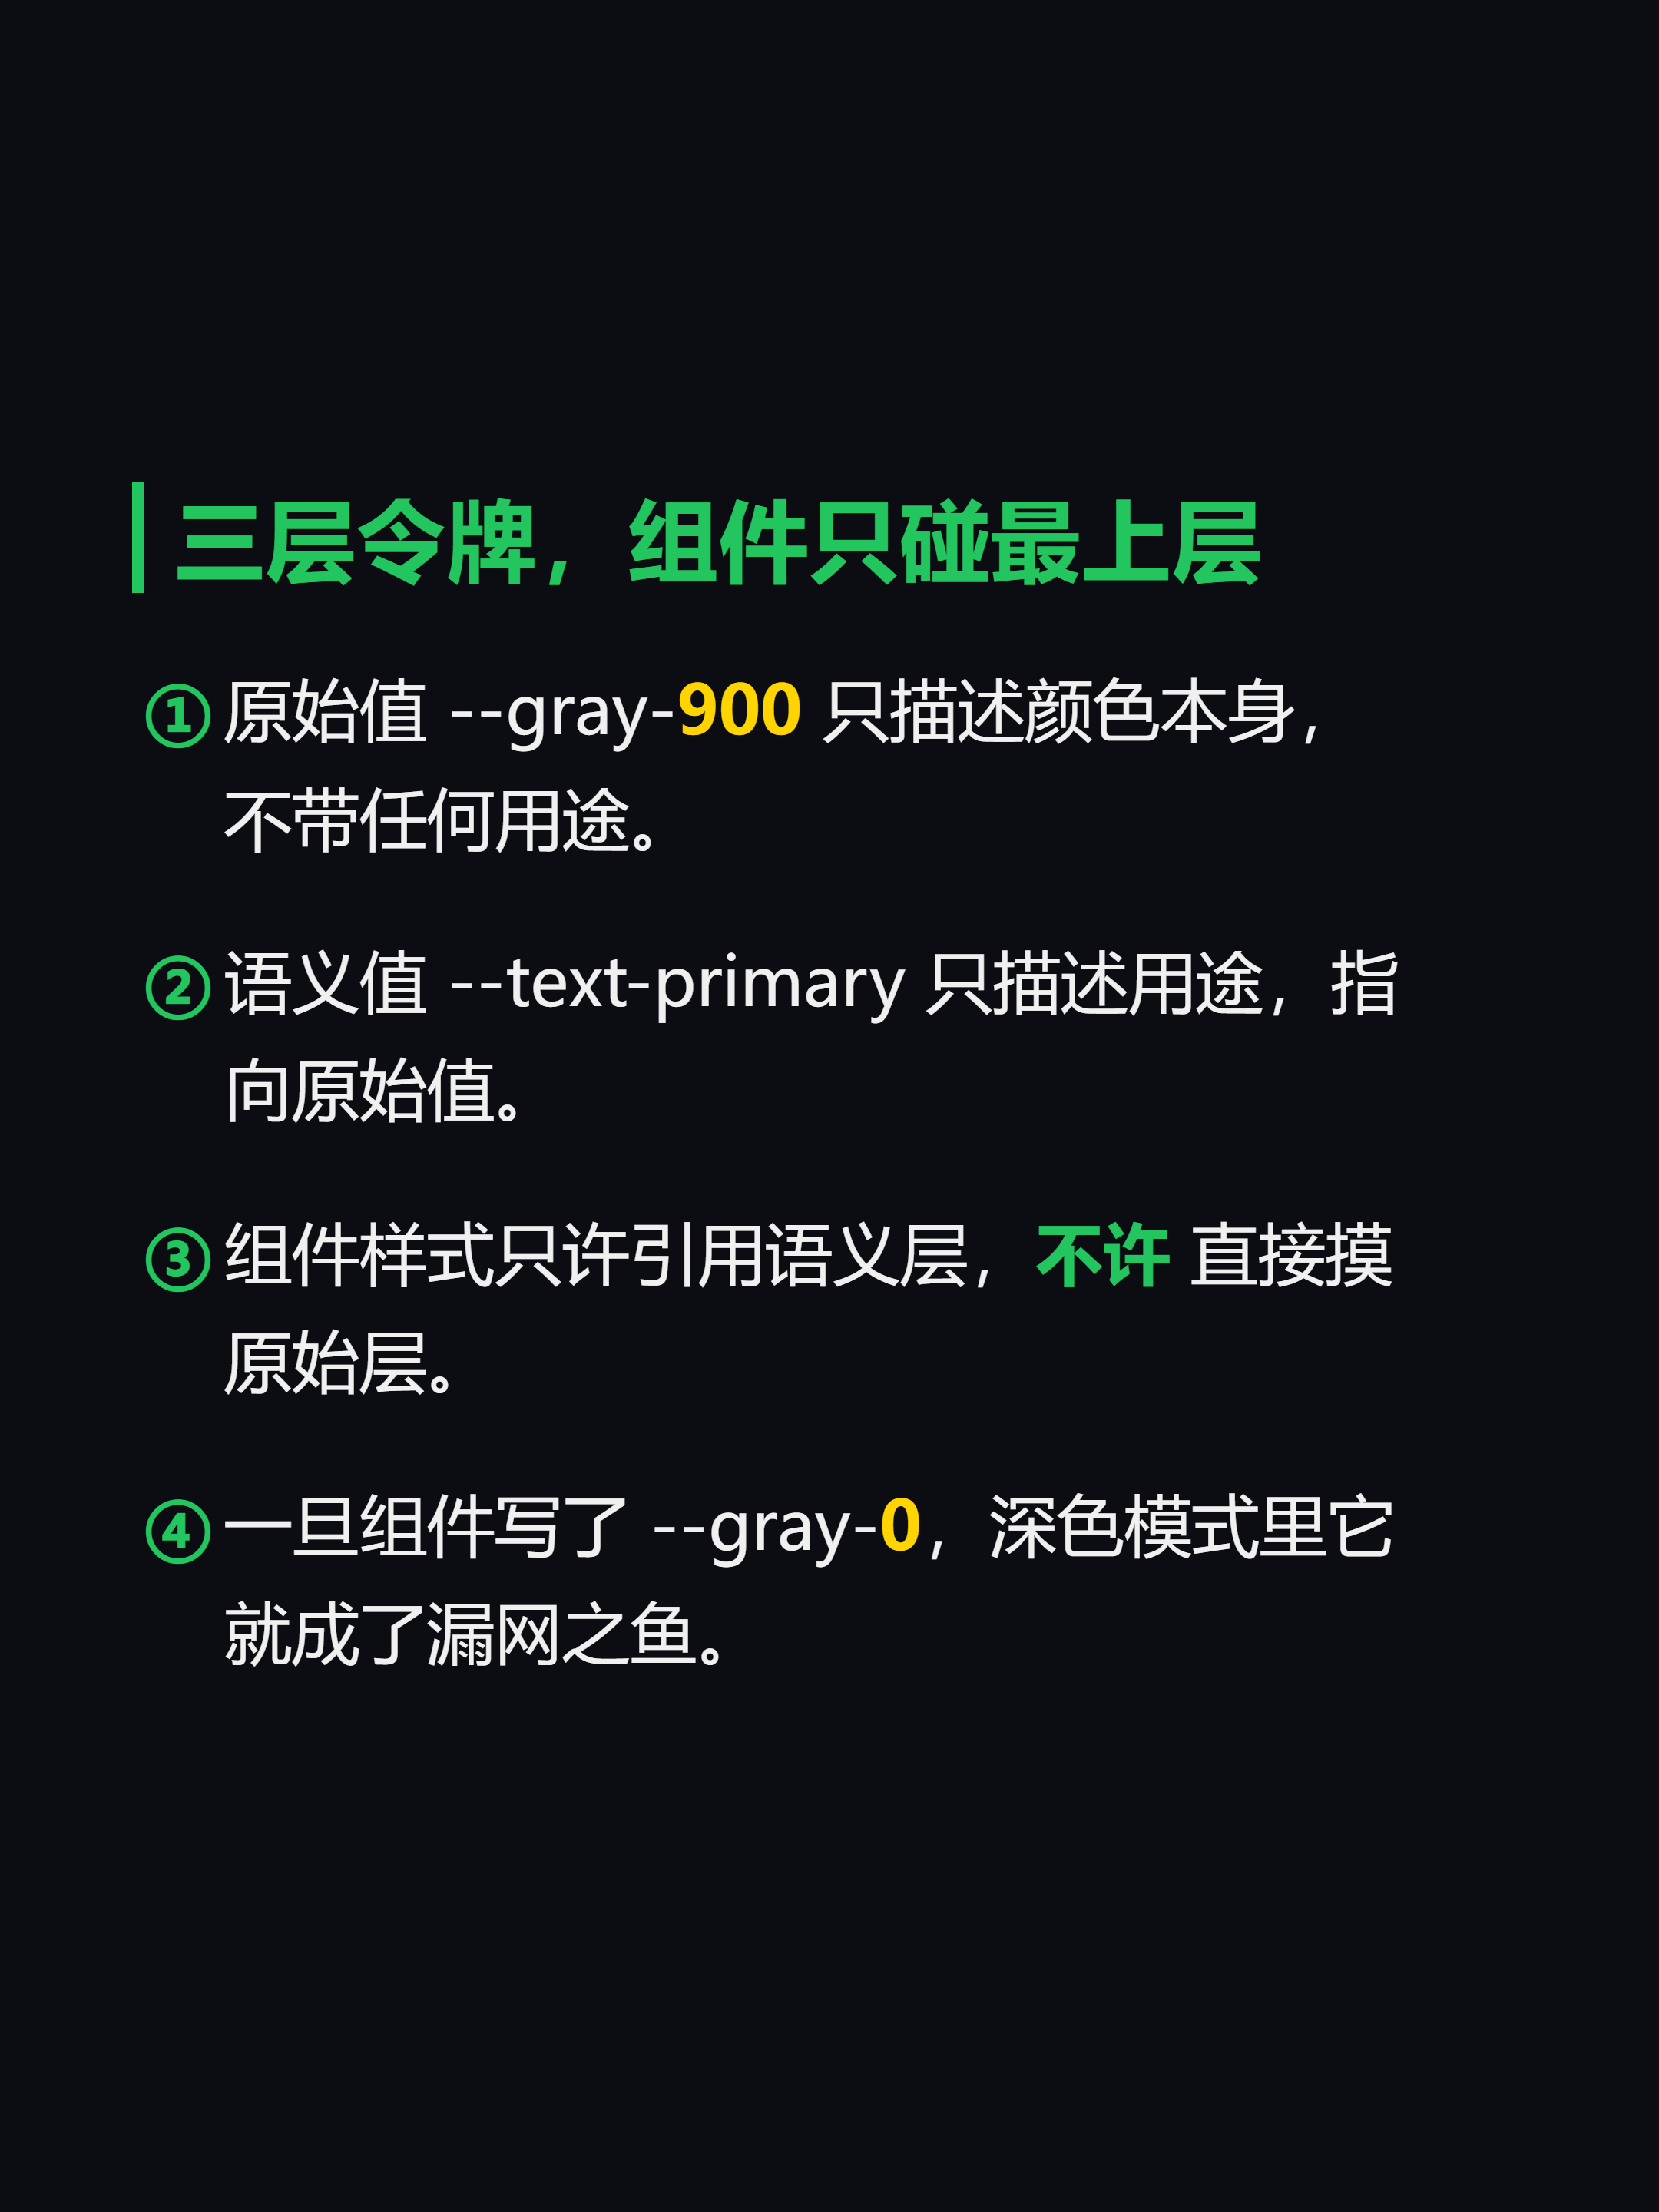 三层令牌，组件只碰最上层
① 原始值 --gray-900 只描述颜色本身，
不带任何用途。
② 语义值 --text-primary 只描述用途，指
向原始值。
③ 组件样式只许引用语义层，不许 直接摸
原始层。
④ 一旦组件写了 --gray-0，深色模式里它
就成了漏网之鱼。